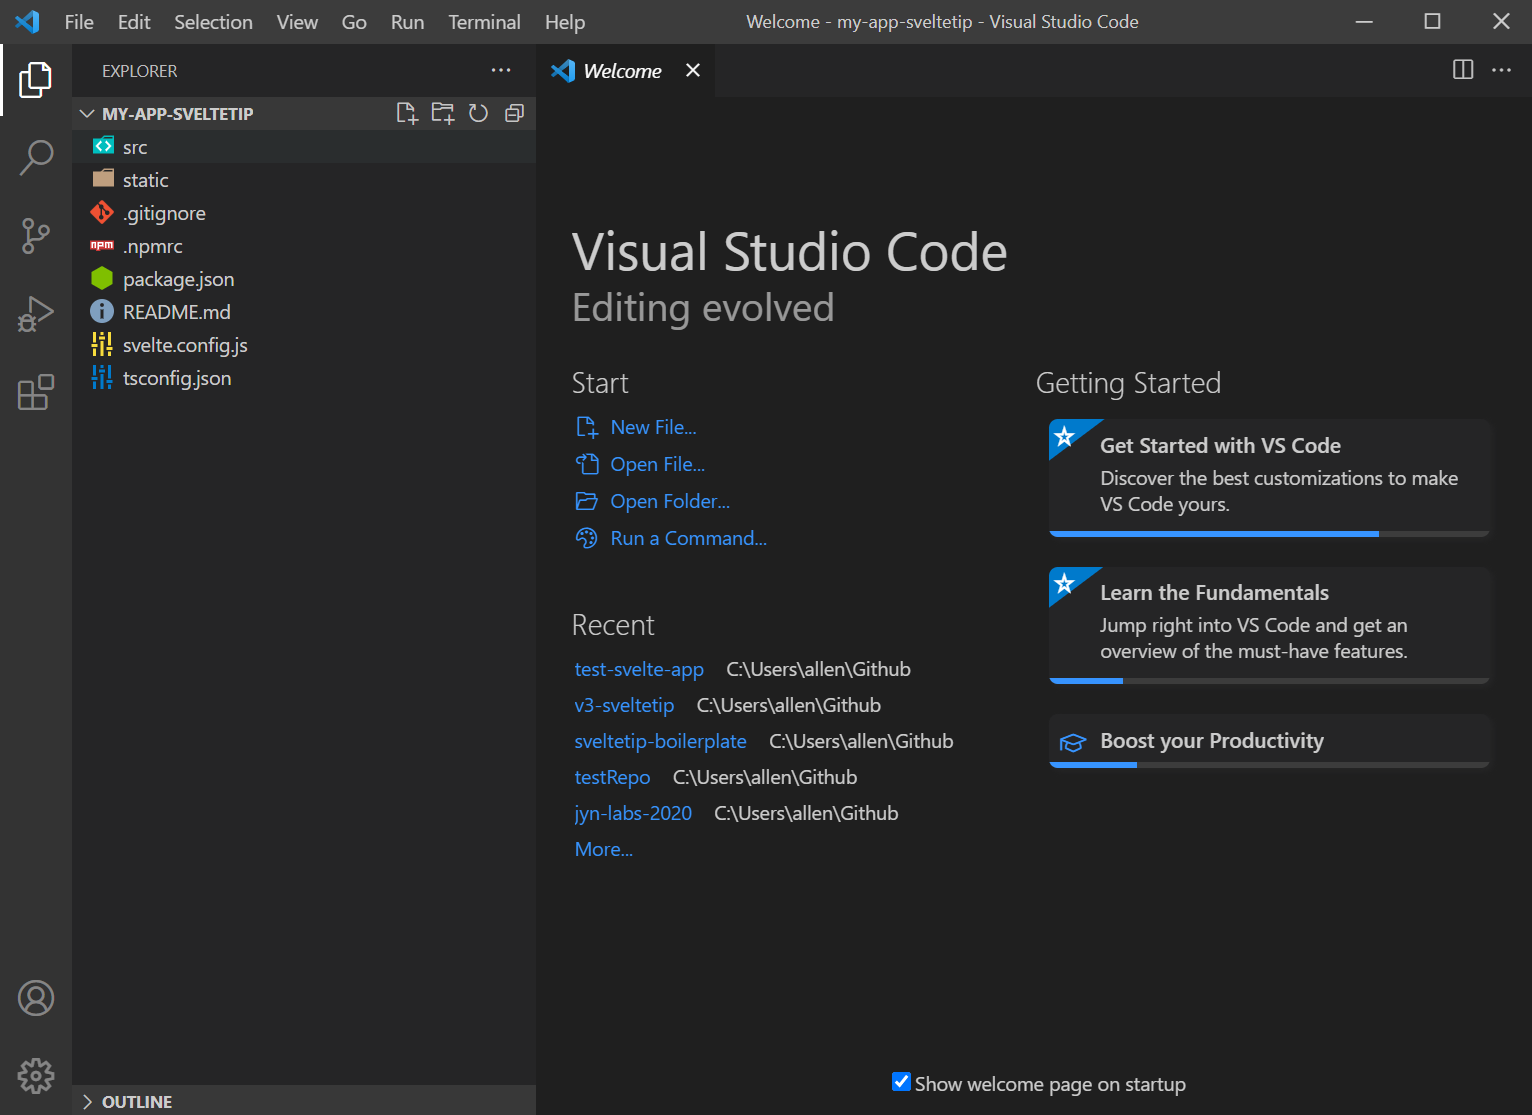 File Edit Selection View Go Run Terminal Help Welcome - my-app-sveltetip - Visual Studio Code
EXPLORER
Welcome
MY-APP-SVELTETIP
src
static
.gitignore
npm .npmrc
package.json
README.md
svelte.config.js
tsconfig.json
OUTLINE
Visual Studio Code
Editing evolved
Start
New File...
Open File...
Open Folder...
Run a Command...
Recent
test-svelte-app C:\Users\allen\Github
v3-sveltetip C:\Users\allen\Github
sveltetip-boilerplate C:\Users\allen\Github
testRepo C:\Users\allen\Github
jyn-labs-2020 C:\Users\allen\Github
More...
Getting Started
Get Started with VS Code
Discover the best customizations to make
VS Code yours.
Learn the Fundamentals
Jump right into VS Code and get an
overview of the must-have features.
Boost your Productivity
Show welcome page on startup